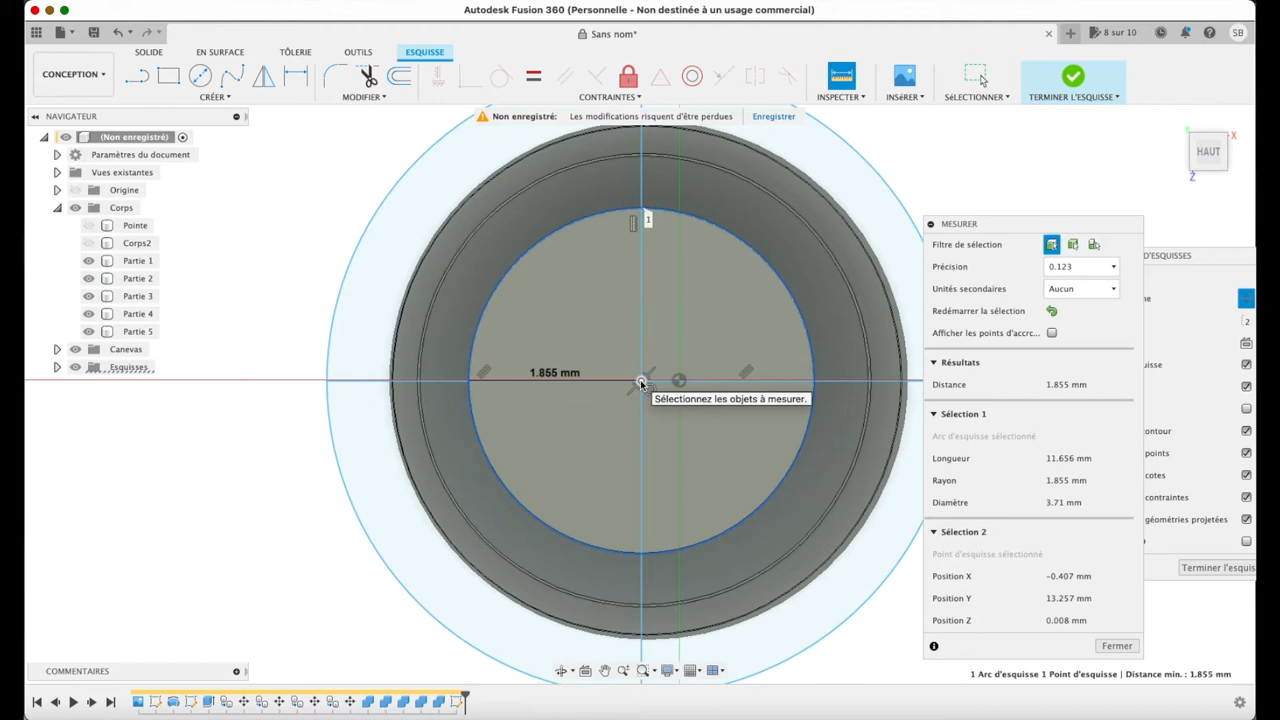 Autodesk Fusion 360 (Personnelle - Non destinée à un usage commercial)
Sans nom*
8 sur 10
SB
SOLIDE
EN SURFACE
TÔLERIE
OUTILS
ESQUISSE
CONCEPTION
CRÉER
MODIFIER
CONTRAINTES
INSPECTER
INSÉRER
SÉLECTIONNER
TERMINER L'ESQUISSE
NAVIGATEUR
Non enregistré:
Les modifications risquent d'être perdues
Enregistrer
(Non enregistré)
Paramètres du document
Vues existantes
Origine
Corps
Pointe
Corps2
Partie 1
Partie 2
Partie 3
Partie 4
Partie 5
Canevas
Esquisses
Y
X
HAUT
Z
1
1.855 mm
Sélectionnez les objets à mesurer.
MESURER
Filtre de sélection
Précision
0.123
Unités secondaires
Aucun
Redémarrer la sélection
Afficher les points d'accrc...
Résultats
Distance
1.855 mm
Sélection 1
Arc d'esquisse sélectionné
Longueur
11.656 mm
Rayon
1.855 mm
Diamètre
3.71 mm
Sélection 2
Point d'esquisse sélectionné
Position X
-0.407 mm
Position Y
13.257 mm
Position Z
0.008 mm
Fermer
D'ESQUISSES
ne
uisse
contour
points
cotes
contraintes
géométries projetées
Terminer l'esquis
COMMENTAIRES
1 Arc d'esquisse 1 Point d'esquisse | Distance min. : 1.855 mm